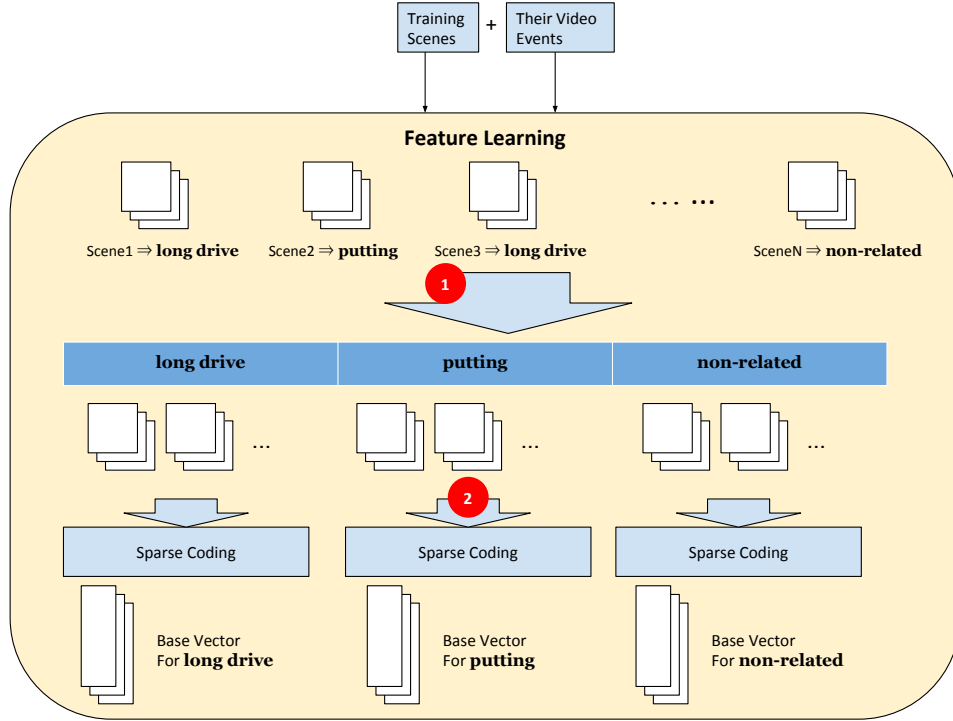 Training
Scenes
+
Their Video
Events
Feature Learning
... ...
Scene1 ⇒ long drive
Scene2 ⇒ putting
Scene3 ⇒ long drive
SceneN ⇒ non-related
1
long drive
putting
non-related
...
...
...
2
Sparse Coding
Sparse Coding
Sparse Coding
Base Vector
For long drive
Base Vector
For putting
Base Vector
For non-related